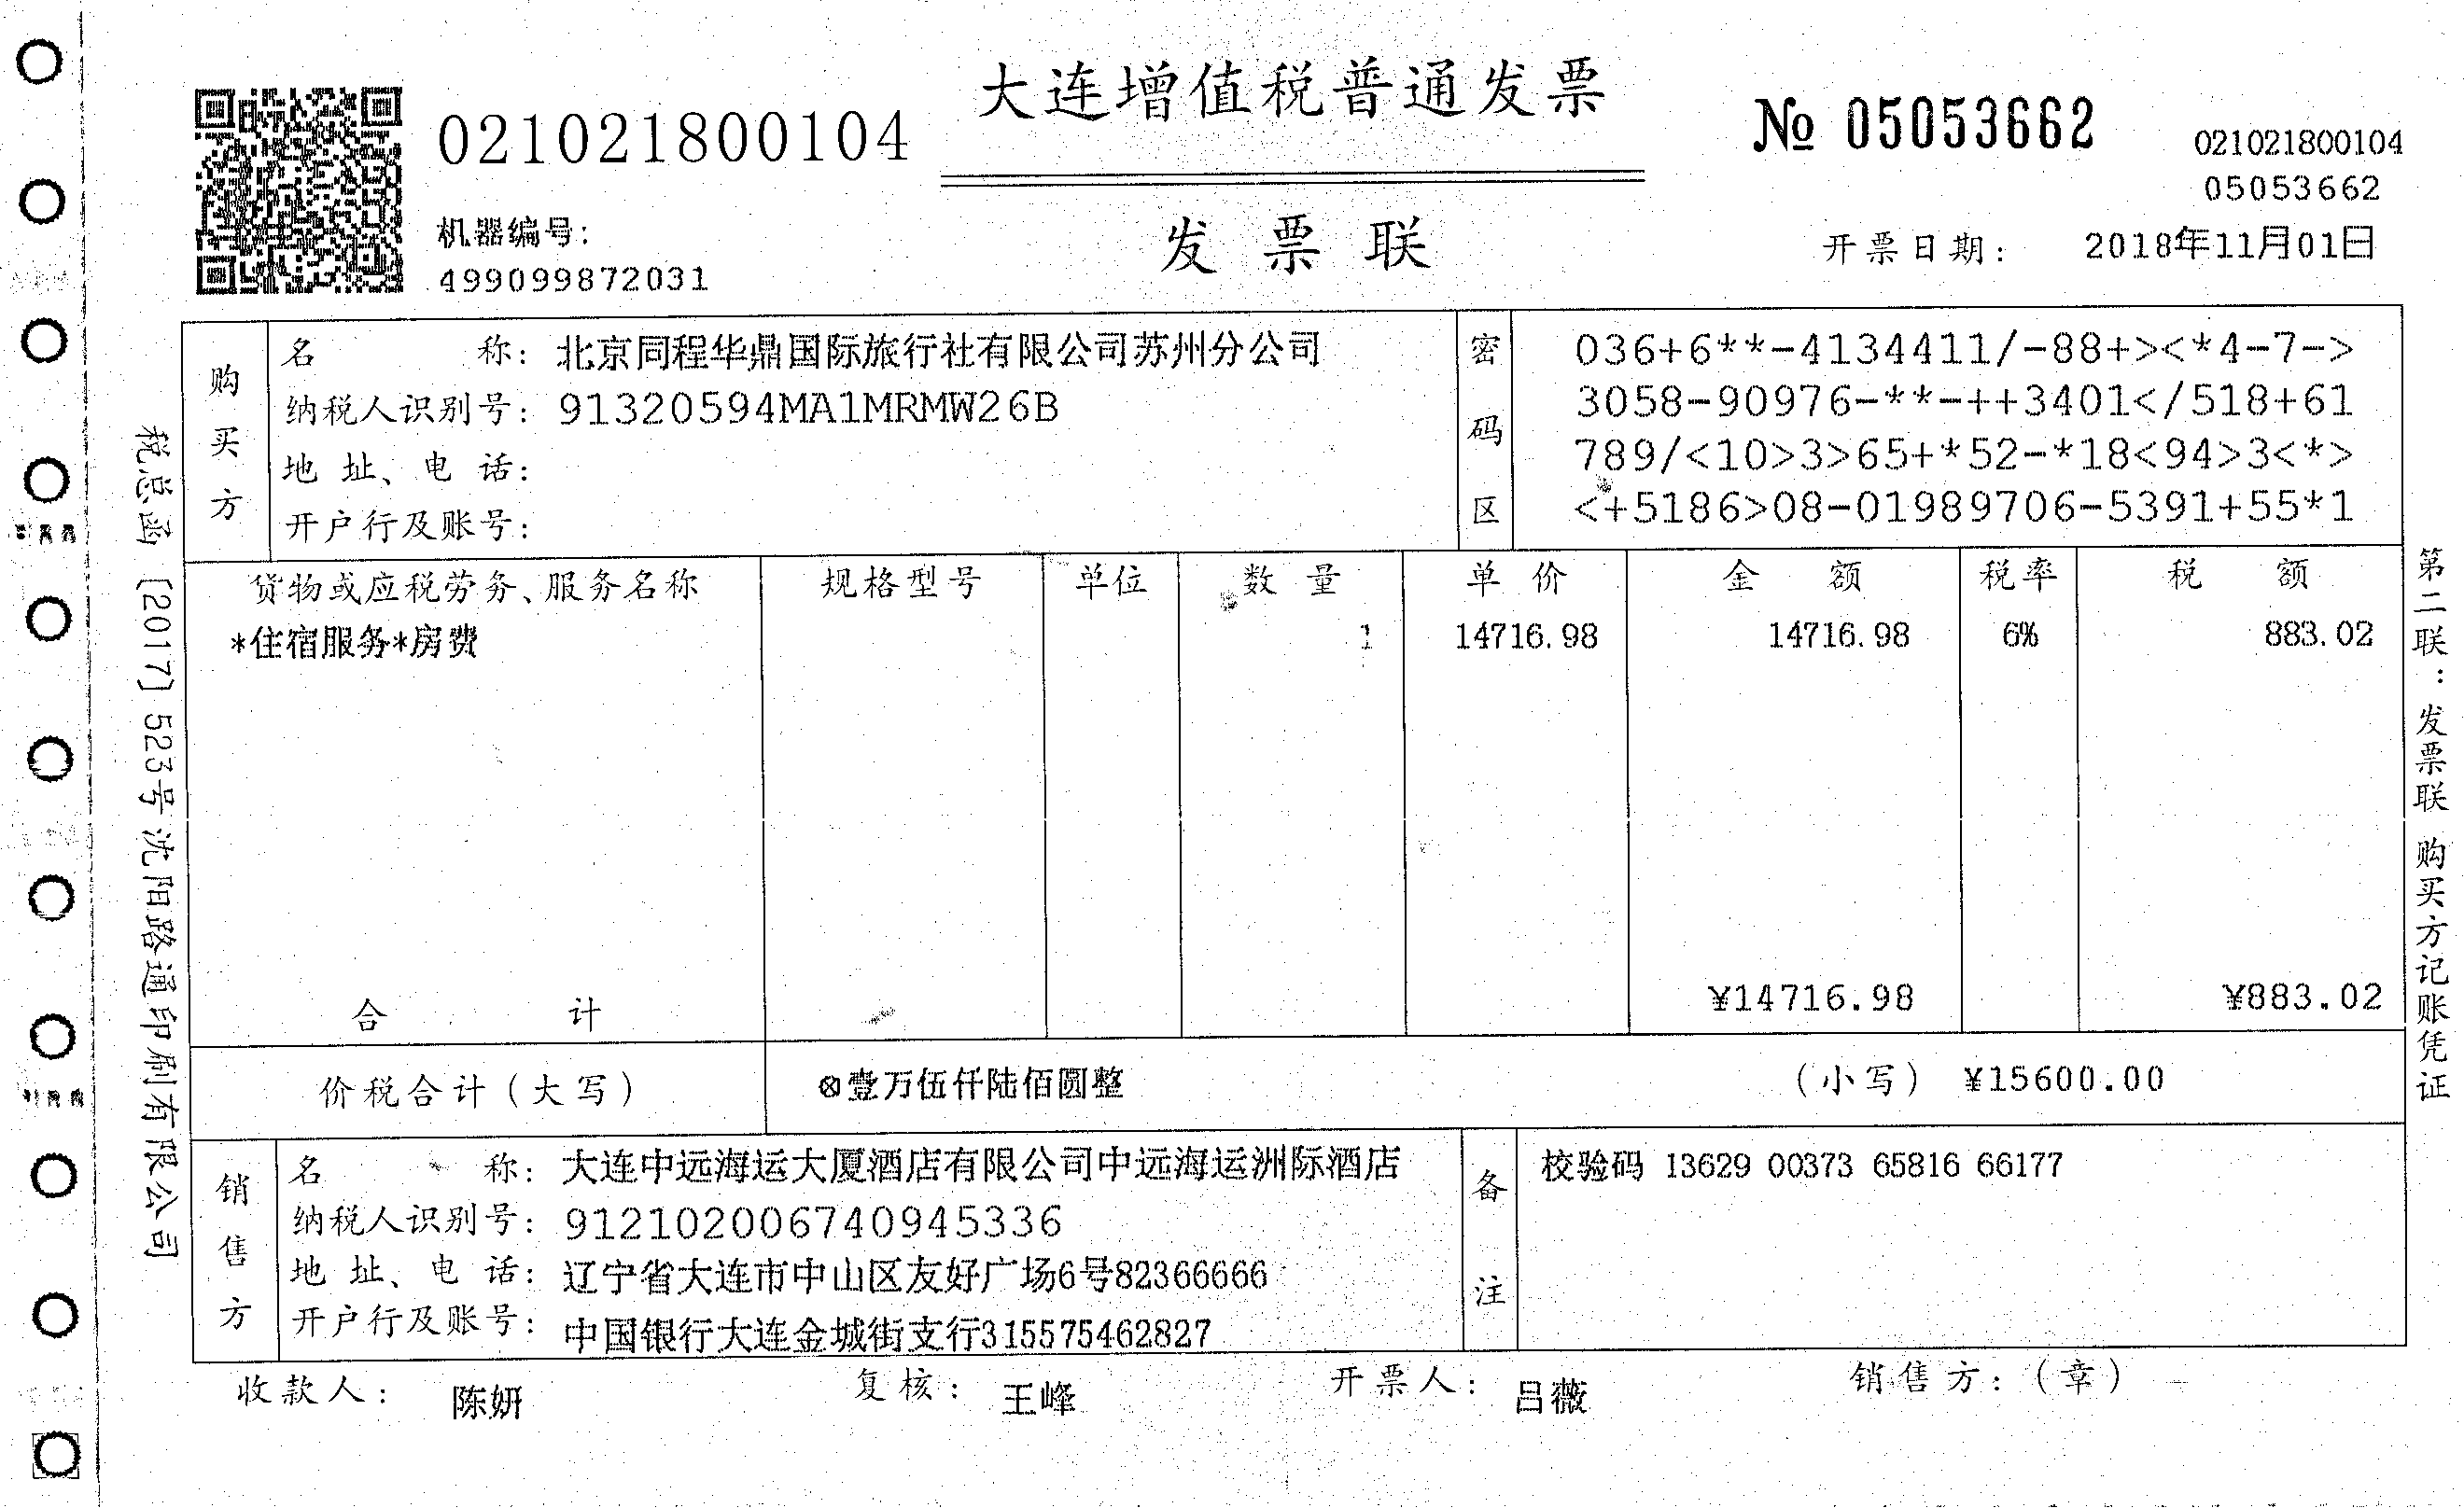 大连增值税普通发票
021021800104
№ 05053662
021021800104
05053662
机器编号：
499099872031
发票联
开票日期： 2018年11月01日
购买方
名 称：北京同程华鼎国际旅行社有限公司苏州分公司
纳税人识别号：91320594MA1MRMW26B
地 址、电 话：
开户行及账号：
密码区
036+6**-4134411/-88+><*4-7->
3058-90976-**-++3401</518+61
789/<10>3>65+*52-*18<94>3<*>
<+5186>08-01989706-5391+55*1
货物或应税劳务、服务名称 规格型号 单位 数 量 单 价 金 额 税率 税 额
*住宿服务*房费 1 14716.98 14716.98 6% 883.02
合 计 ¥14716.98 ¥883.02
价税合计（大写） ⊗壹万伍仟陆佰圆整 （小写） ¥15600.00
销售方
名 称：大连中远海运大厦酒店有限公司中远海运洲际酒店
纳税人识别号：912102006740945336
地 址、电 话：辽宁省大连市中山区友好广场6号82366666
开户行及账号：中国银行大连金城街支行315575462827
备注
校验码 13629 00373 65816 66177
收款人： 陈妍 复核： 王峰 开票人： 吕薇 销售方：（章）
税总函〔2017〕523号沈阳路通印刷有限公司
第二联：发票联 购买方记账凭证